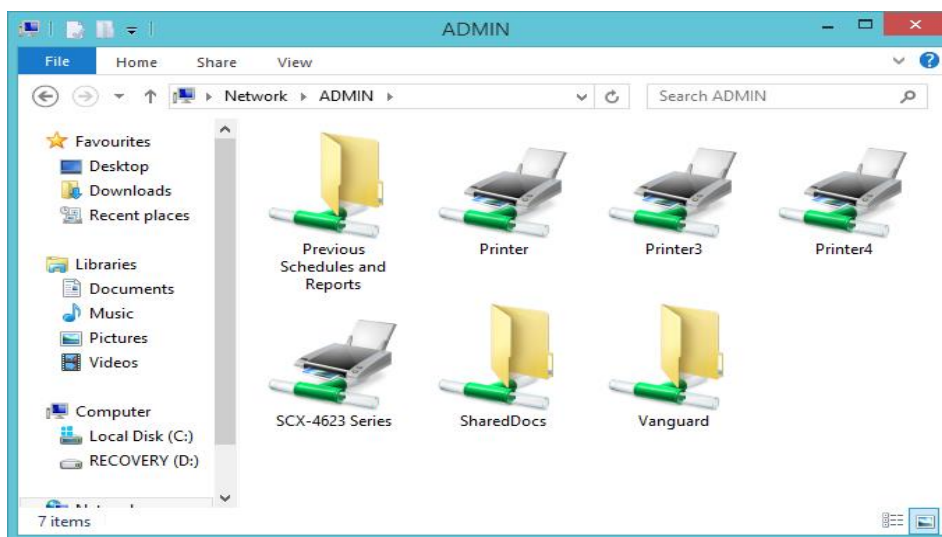 ADMIN
File Home Share View
Network ADMIN
Search ADMIN
Favourites
Desktop
Downloads
Recent places
Libraries
Documents
Music
Pictures
Videos
Computer
Local Disk (C:)
RECOVERY (D:)
Previous
Schedules and
Reports
Printer
Printer3
Printer4
SCX-4623 Series
SharedDocs
Vanguard
7 items